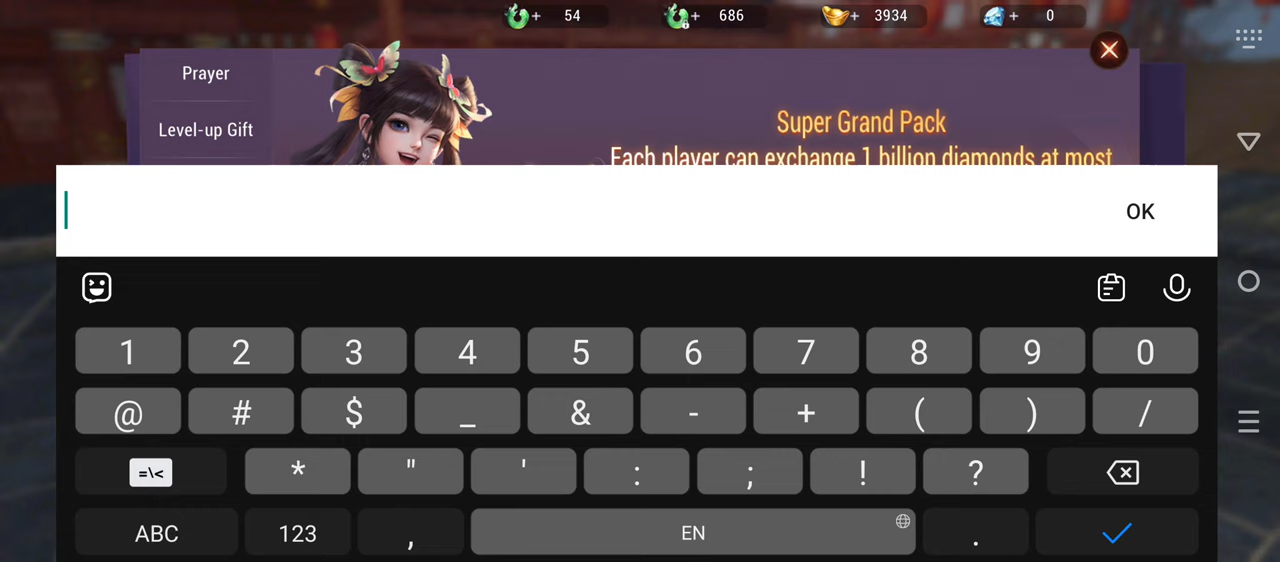 + 54 + 686 + 3934 + 0
Prayer
Level-up Gift
Super Grand Pack
Each player can exchange 1 billion diamonds at most
OK
1 2 3 4 5 6 7 8 9 0
@ # $ _ & - + ( ) /
=\< * " ' : ; ! ?
ABC 123 , EN .